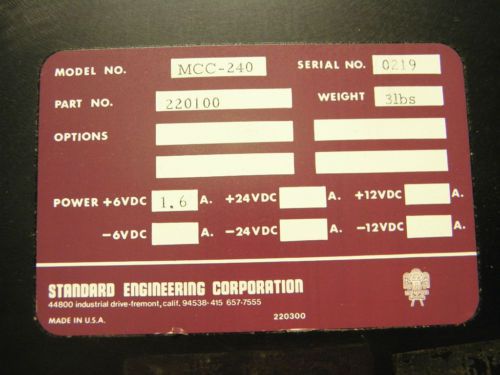 MODEL NO. MCC-240 SERIAL NO. 0219
PART NO. 220100 WEIGHT 3lbs
OPTIONS
POWER +6VDC 1.6 A. +24VDC A. +12VDC A.
-6VDC A. -24VDC A. -12VDC A.
STANDARD ENGINEERING CORPORATION
44800 industrial drive-fremont, calif. 94538-415 657-7555
MADE IN U.S.A. 220300